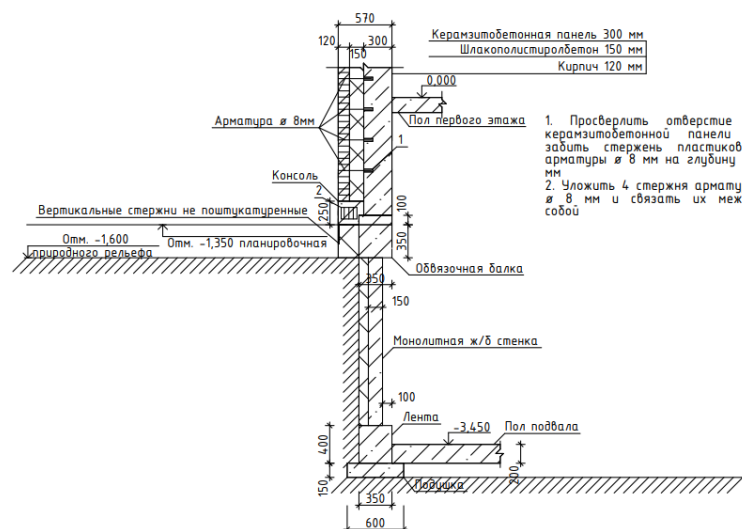 570
120
300
150
Керамзитобетонная панель 300 мм
Шлакополистиролбетон 150 мм
Кирпич 120 мм
0,000
Пол первого этажа
Арматура ø 8мм
1
1. Просверлить отверстие
керамзитобетонной панели
забить стержень пластиков
арматуры ø 8 мм на глубину
мм
2. Уложить 4 стержня армату
ø 8 мм и связать их меж
собой
Консоль
2
250
100
Вертикальные стержни не поштукатуренные
Отм. -1,600
природного рельефа
Отм. -1,350 планировочная
350
Обвязочная балка
350
150
Монолитная ж/б стенка
100
Лента
-3,450
Пол подвала
400
200
150
Подушка
350
600